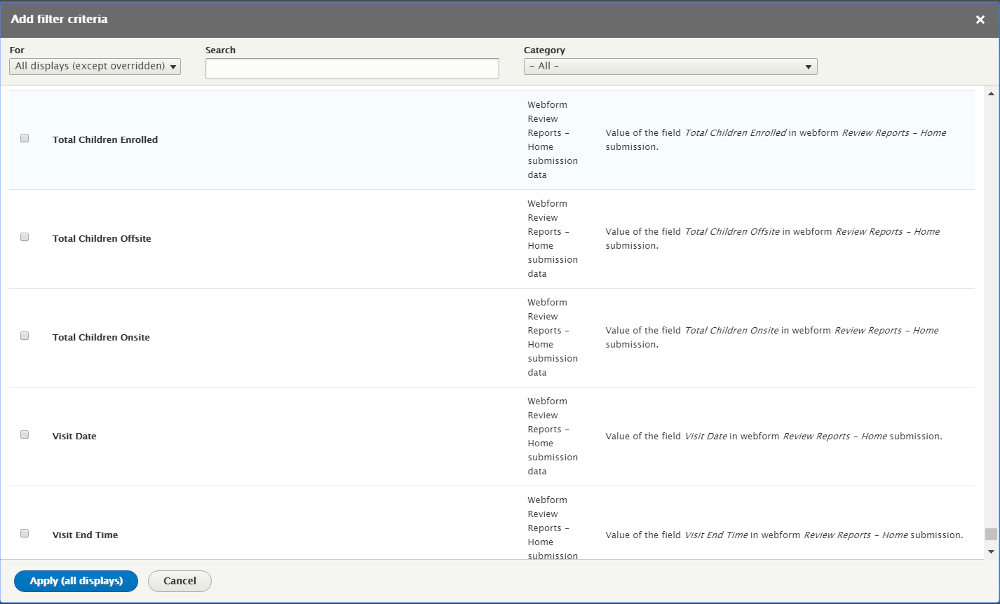 Add filter criteria
For
Search
Category
All displays (except overridden)
- All -
Total Children Enrolled
Webform
Review
Reports -
Home
submission
data
Value of the field Total Children Enrolled in webform Review Reports - Home
submission.
Total Children Offsite
Webform
Review
Reports -
Home
submission
data
Value of the field Total Children Offsite in webform Review Reports - Home
submission.
Total Children Onsite
Webform
Review
Reports -
Home
submission
data
Value of the field Total Children Onsite in webform Review Reports - Home
submission.
Visit Date
Webform
Review
Reports -
Home
submission
data
Value of the field Visit Date in webform Review Reports - Home submission.
Visit End Time
Webform
Review
Reports -
Home
submission
Value of the field Visit End Time in webform Review Reports - Home submission.
Apply (all displays)
Cancel